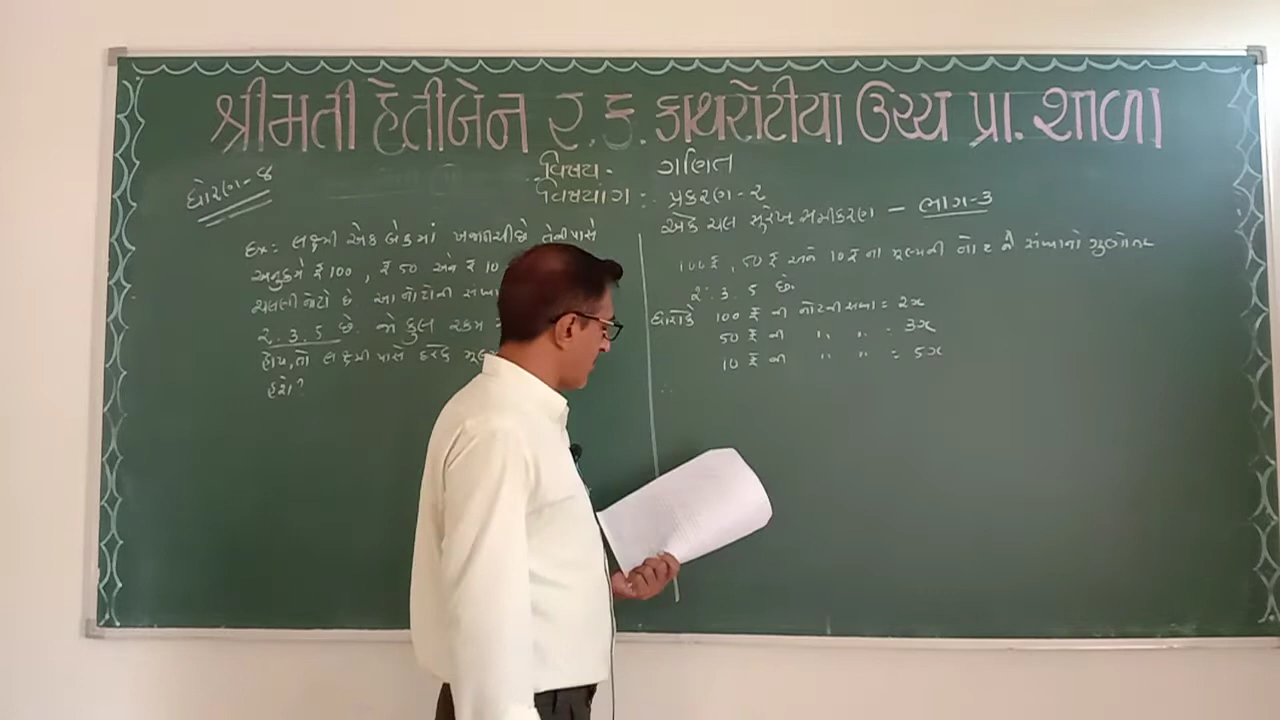 શ્રીમતી હેતીબેન ર. ક. કાથરોટીયા ઉચ્ચ પ્રા. શાળા
ધોરણ-8
વિષય - ગણિત
વિષયાંગ : પ્રકરણ-૨
એક ચલ સુરેખ સમીકરણ - ભાગ-3
Ex: લક્ષ્મી એક બેંકમાં ખજાનચી છે તેની પાસે
અનુક્રમે ₹ 100, ₹ 50 અને ₹ 10
ચલણી નોટો છે. આ નોટોની સંખ્યા
2:3:5 છે. જો કુલ રકમ
હોય, તો લક્ષ્મી પાસે દરેક
હશે?
100 ₹, 50 ₹ અને 10 ₹ ના મૂલ્યની નોટ સંખ્યાનો ગુણોત્તર
2:3:5 છે.
ધારો કે 100 ₹ ની નોટની સંખ્યા = 2x
50 ₹ ની " " = 3x
10 ₹ ની " " = 5x
∴